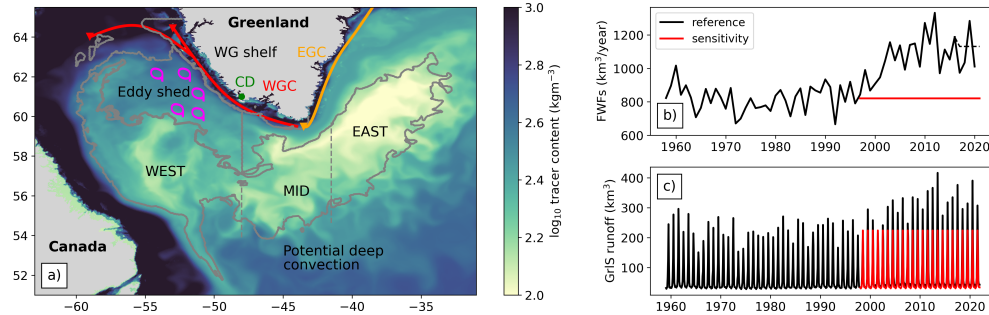 64
62
60
58
56
54
52
−60
−55
−50
−45
−40
−35
Greenland
WG shelf
EGC
CD
WGC
Eddy shed
EAST
WEST
MID
Canada
Potential deep
convection
a)
3.0
2.8
2.6
2.4
2.2
2.0
log₁₀ tracer content (kgm⁻³)
FWFs (km³/year)
1200
1000
800
600
reference
sensitivity
b)
1960
1970
1980
1990
2000
2010
2020
GrIS runoff (km³)
400
300
200
100
c)
1960
1970
1980
1990
2000
2010
2020